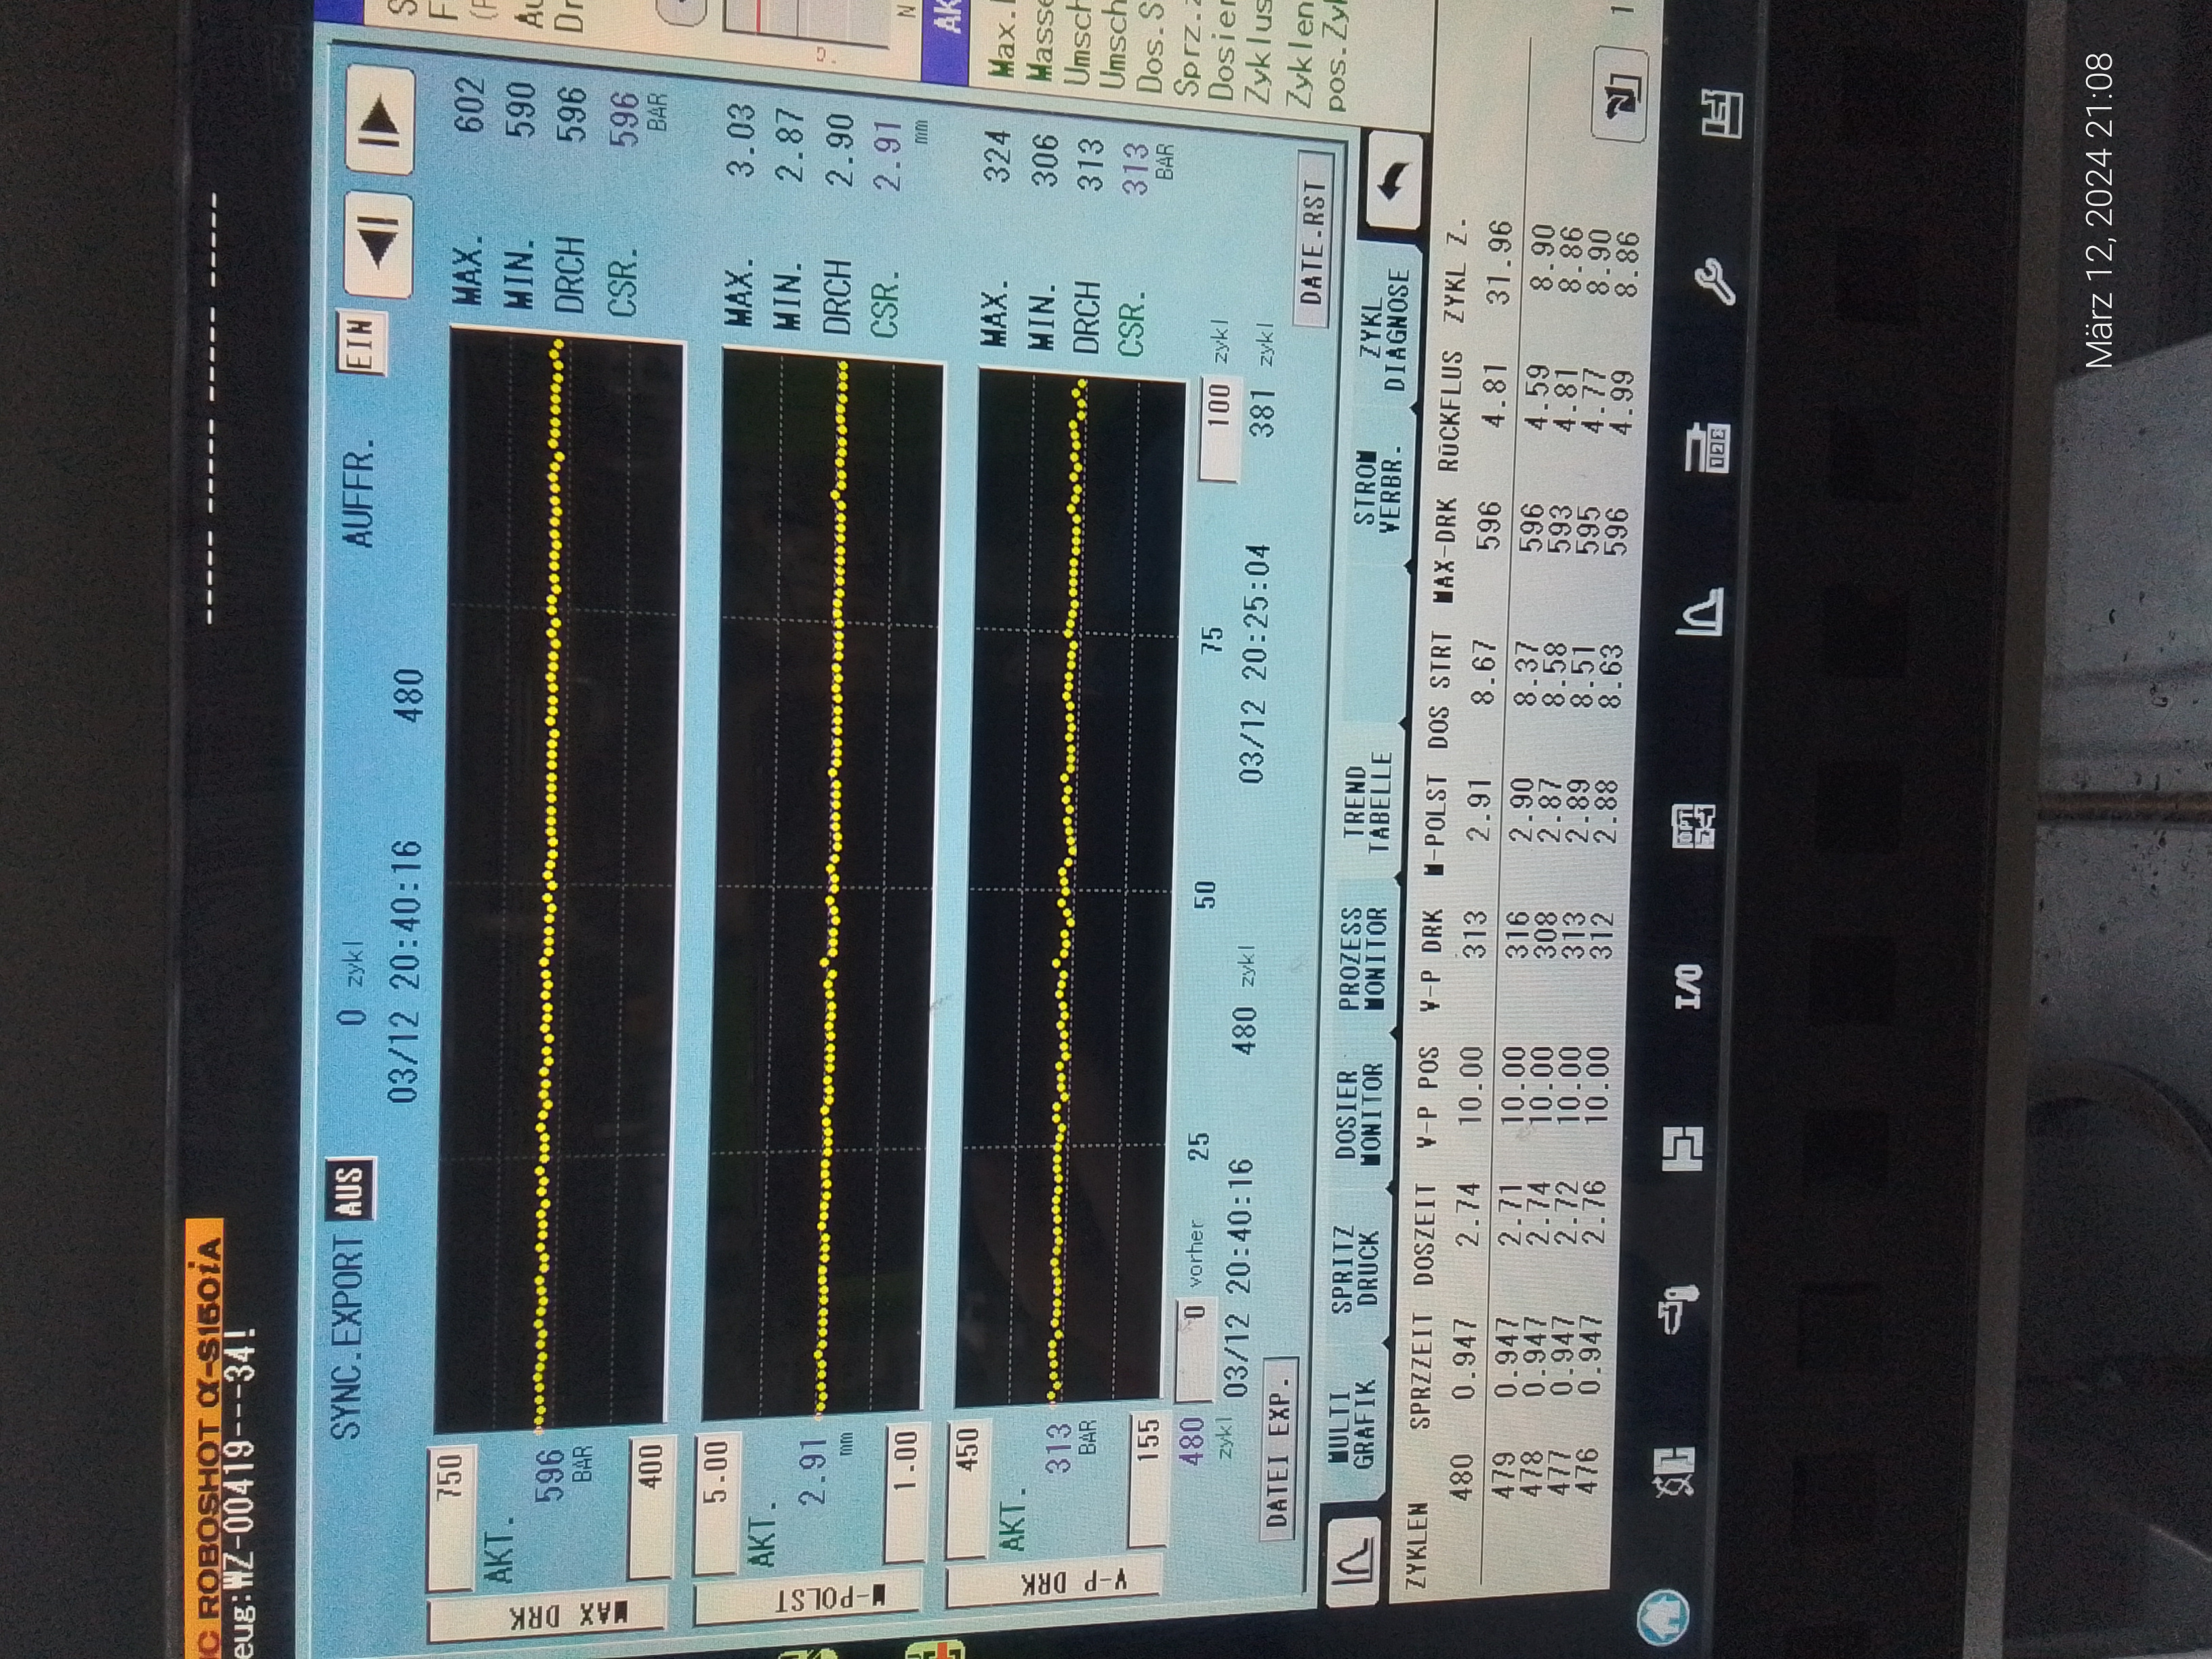 C ROBOSHOT α-S150iA
eug:WZ-00419---34!
----- ----- ----- -----
SYNC.EXPORT AUS 0 zykl AUFFR. EIN
03/12 20:40:16 480
MAX DRK
750
AKT.
596
BAR
400
MAX. 602
MIN. 590
DRCH 596
CSR. 596
BAR
M-POLST
5.00
AKT.
2.91
mm
1.00
MAX. 3.03
MIN. 2.87
DRCH 2.90
CSR. 2.91
mm
V-P DRK
450
AKT.
313
BAR
155
MAX. 324
MIN. 306
DRCH 313
CSR. 313
BAR
480 0 vorher 25 50 75 100 zykl
zykl 03/12 20:40:16 480 zykl 03/12 20:25:04 381 zykl
DATEI EXP. DATE.RST
MULTI GRAFIK
SPRITZ DRUCK
DOSIER MONITOR
PROZESS MONITOR
TREND TABELLE
STROM VERBR.
ZYKL DIAGNOSE
ZYKLEN SPRZZEIT DOSZEIT V-P POS V-P DRK M-POLST DOS STRT MAX-DRK RÜCKFLUS ZYKL Z.
480 0.947 2.74 10.00 313 2.91 8.67 596 4.81 31.96
479 0.947 2.71 10.00 316 2.90 8.37 596 4.59 8.90
478 0.947 2.74 10.00 308 2.87 8.58 593 4.81 8.86
477 0.947 2.72 10.00 313 2.89 8.51 595 4.77 8.90
476 0.947 2.76 10.00 312 2.88 8.63 596 4.99 8.86
S
F
(F
Au
Dr
N
AK
Max.
Masse
Umsch
Umsch
Dos.S
Sprz.z
Dosier
Zyklus
Zyklen
pos.Zyk
1
I/O
OPT
123
März 12, 2024 21:08